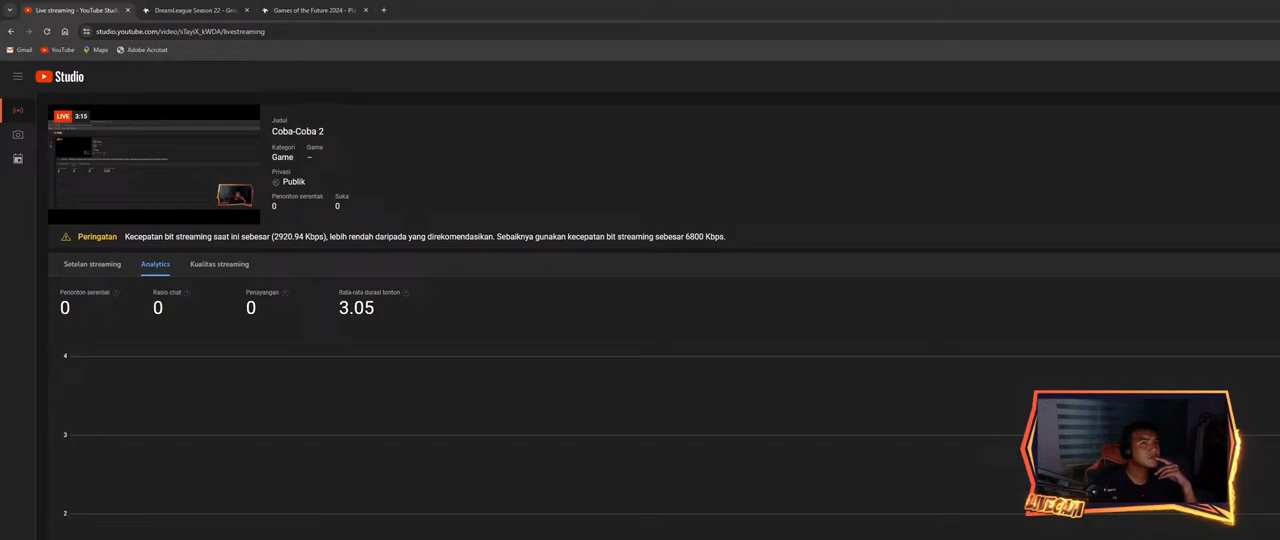 Live streaming - YouTube Stud
DreamLeague Season 22 - Gro
Games of the Future 2024 - Pl
studio.youtube.com/video/sTayiX_kWDA/livestreaming
Gmail
YouTube
Maps
Adobe Acrobat
Studio
LIVE 3:15
Judul
Coba-Coba 2
Kategori Game
Game –
Privasi
Publik
Penonton serentak Suka
0 0
Peringatan Kecepatan bit streaming saat ini sebesar (2920.94 Kbps), lebih rendah daripada yang direkomendasikan. Sebaiknya gunakan kecepatan bit streaming sebesar 6800 Kbps.
Setelan streaming Analytics Kualitas streaming
Penonton serentak Rasio chat Penayangan Rata-rata durasi tonton
0 0 0 3.05
4
3
2
LIVECAM